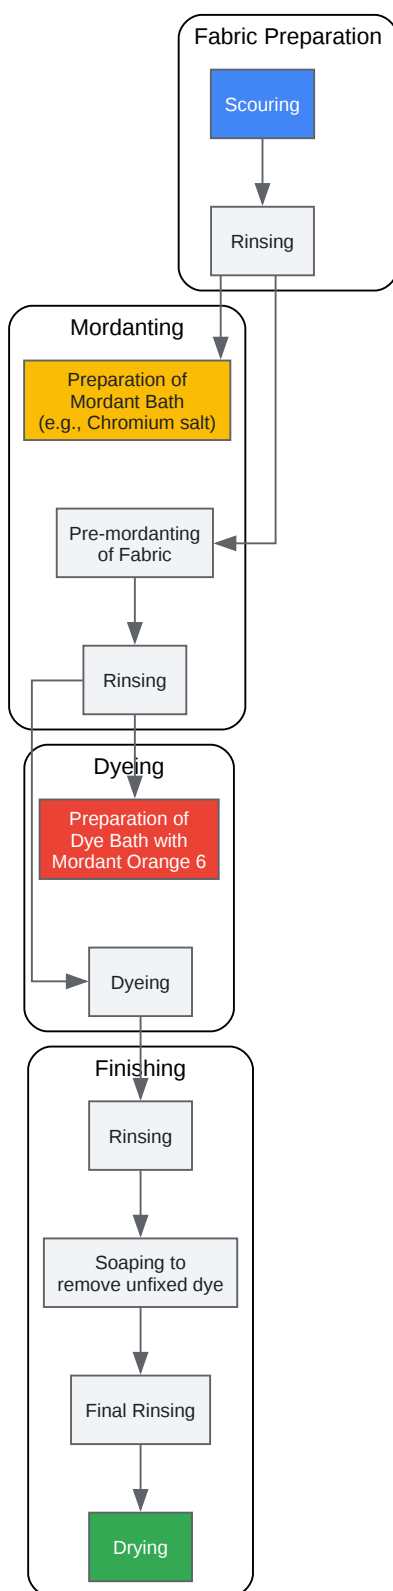 Fabric Preparation
Scouring
Rinsing
Mordanting
Preparation of
Mordant Bath
(e.g., Chromium salt)
Pre-mordanting
of Fabric
Rinsing
Dyeing
Preparation of
Dye Bath with
Mordant Orange 6
Dyeing
Finishing
Rinsing
Soaping to
remove unfixed dye
Final Rinsing
Drying